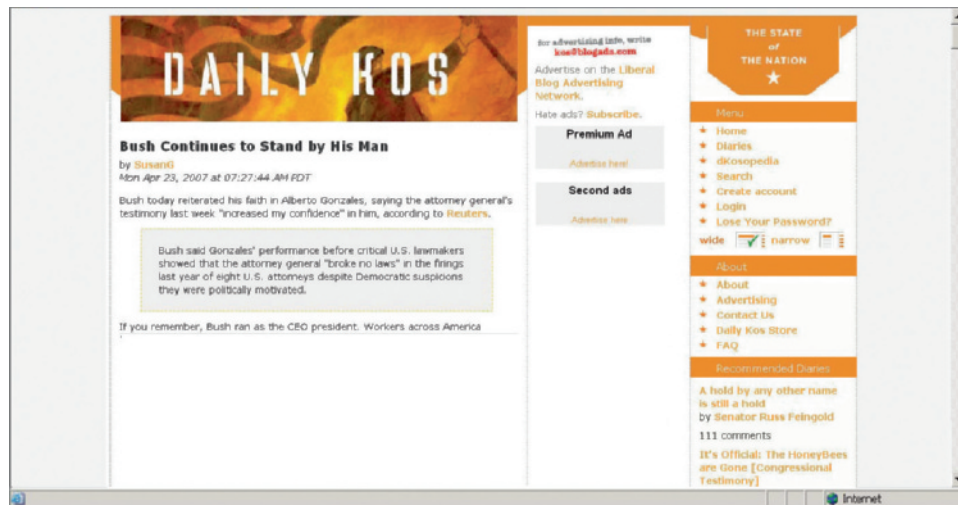 DAILY KOS
Bush Continues to Stand by His Man
by SusanG
Mon Apr 23, 2007 at 07:27:44 AM PDT
Bush today reiterated his faith in Alberto Gonzales, saying the attorney general's
testimony last week "increased my confidence" in him, according to Reuters.
Bush said Gonzales' performance before critical U.S. lawmakers
showed that the attorney general "broke no laws" in the firings
last year of eight U.S. attorneys despite Democratic suspicions
they were politically motivated.
If you remember, Bush ran as the CEO president. Workers across America
for advertising info, write
kos@blogads.com
Advertise on the Liberal
Blog Advertising
Network.
Hate ads? Subscribe.
Premium Ad
Advertise here!
Second ads
Advertise here
THE STATE
of
THE NATION
Menu
Home
Diaries
dKosopedia
Search
Create account
Login
Lose Your Password?
wide narrow
About
About
Advertising
Contact Us
Daily Kos Store
FAQ
Recommended Diaries
A hold by any other name
is still a hold
by Senator Russ Feingold
111 comments
It's Official: The HoneyBees
are Gone [Congressional
Testimony]
Internet